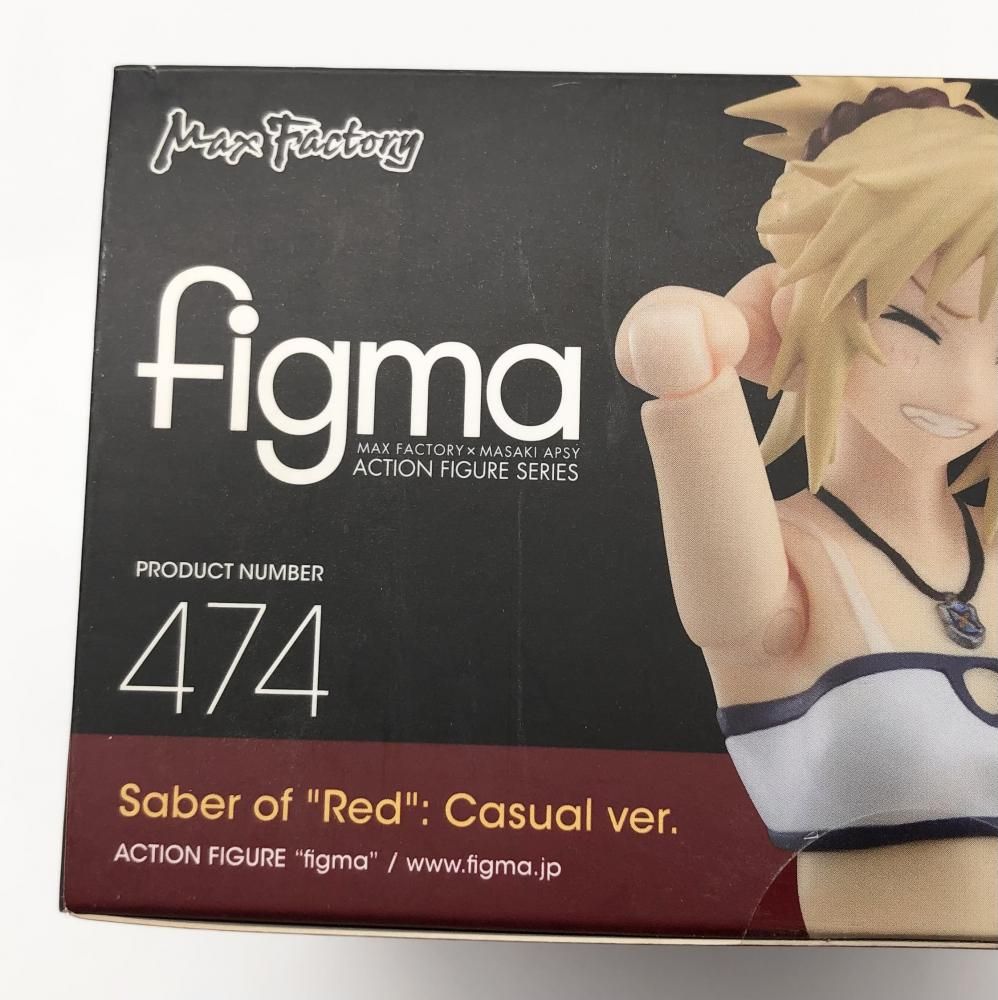 Max Factory
figma
MAX FACTORY × MASAKI APSY
ACTION FIGURE SERIES
PRODUCT NUMBER
474
Saber of "Red": Casual ver.
ACTION FIGURE “figma” / www.figma.jp